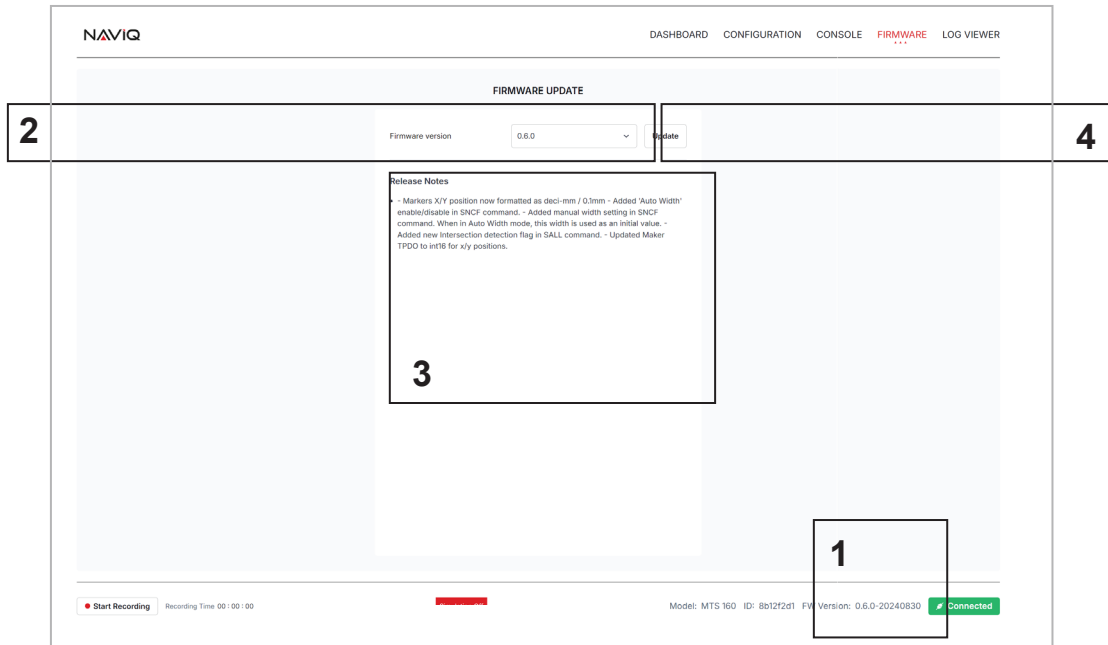 NAVIQ
DASHBOARD CONFIGURATION CONSOLE FIRMWARE LOG VIEWER
FIRMWARE UPDATE
2
4
Firmware version 0.6.0 Update
Release Notes
- Markers X/Y position now formatted as deci-mm / 0.1mm - Added 'Auto Width'
enable/disable in SNCF command. - Added manual width setting in SNCF
command. When in Auto Width mode, this width is used as an initial value. -
Added new Intersection detection flag in SALL command. - Updated Maker
TPDO to int16 for x/y positions.
3
1
Start Recording Recording Time 00 : 00 : 00 Model: MTS 160 ID: 8b12f2d1 FW Version: 0.6.0-20240830 Connected